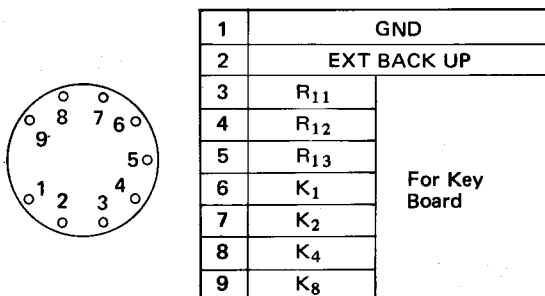 8 7
9 6
5
1 4
2 3
1 GND
2 EXT BACK UP
3 R11
4 R12
5 R13
6 K1
7 K2
8 K4
9 K8
For Key
Board